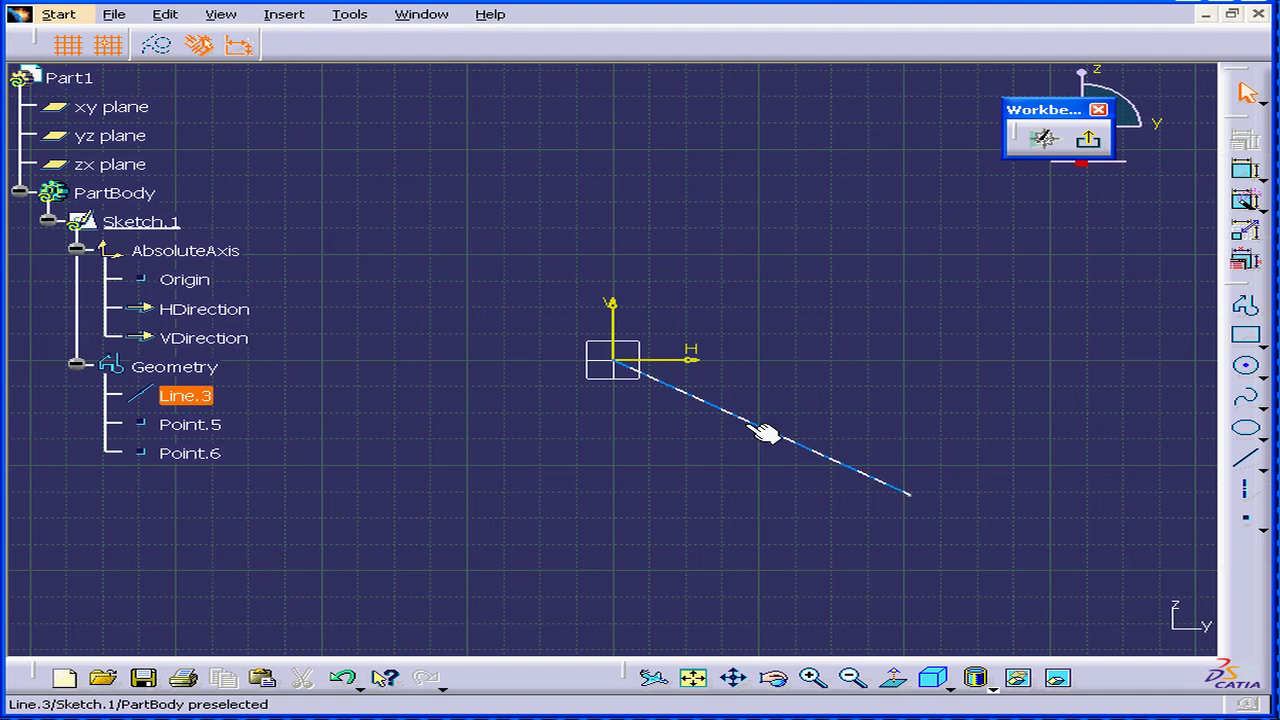 Start File Edit View Insert Tools Window Help
Part1
xy plane
yz plane
zx plane
PartBody
Sketch.1
AbsoluteAxis
Origin
HDirection
VDirection
Geometry
Line.3
Point.5
Point.6
z
Workbe...
Y
V
H
z
y
DS CATIA
Line.3/Sketch.1/PartBody preselected